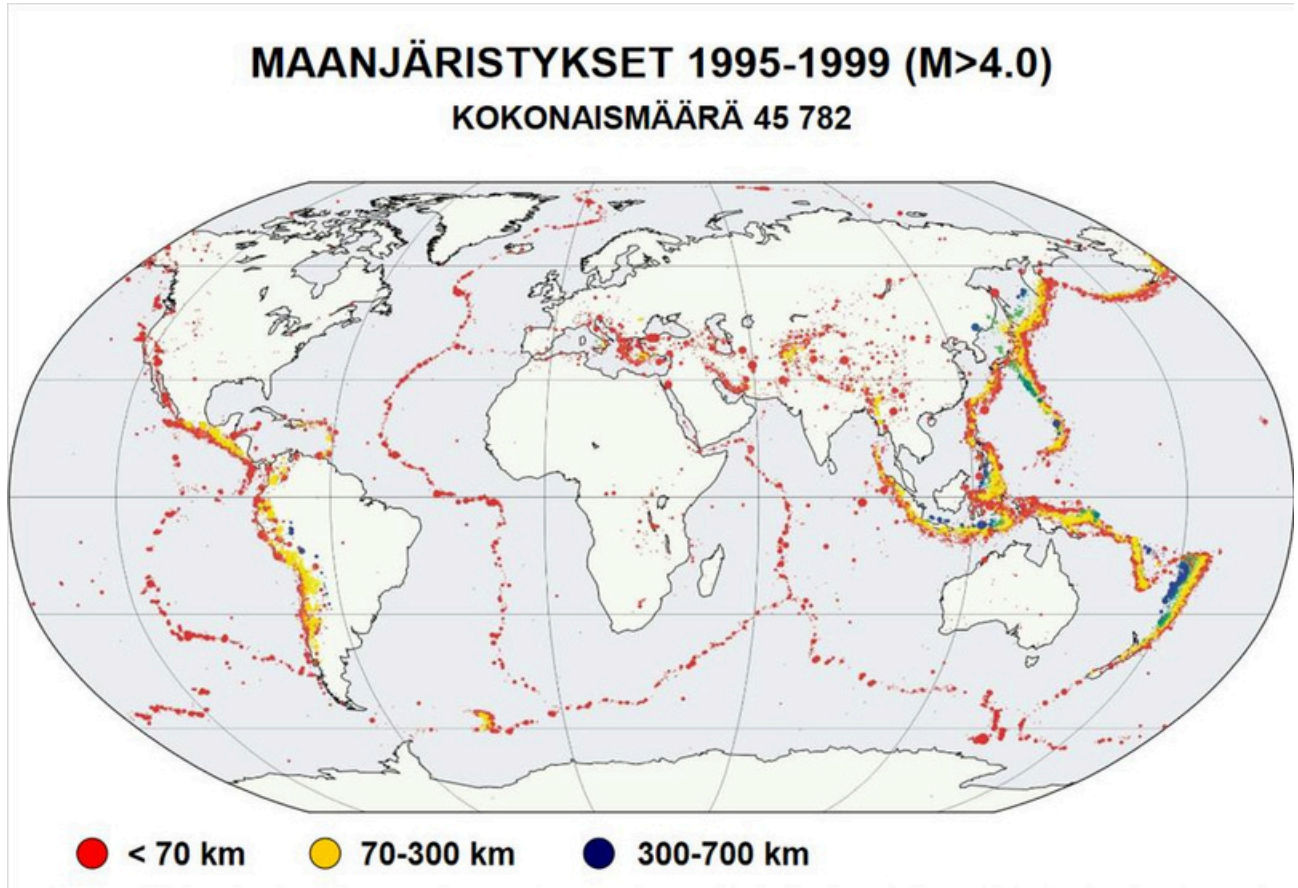 MAANJÄRISTYKSET 1995-1999 (M>4.0)
KOKONAISMÄÄRÄ 45 782
< 70 km
70-300 km
300-700 km